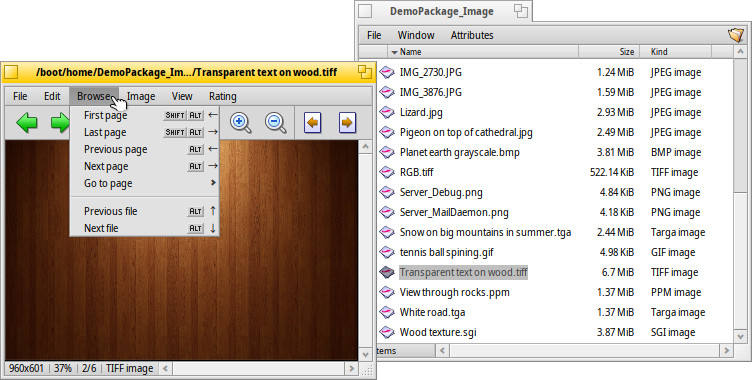 DemoPackage_Image
File Window Attributes
Name Size Kind
IMG_2730.JPG 1.24 MiB JPEG image
IMG_3876.JPG 1.59 MiB JPEG image
Lizard.jpg 2.93 MiB JPEG image
Pigeon on top of cathedral.jpg 2.49 MiB JPEG image
Planet earth grayscale.bmp 3.81 MiB BMP image
RGB.tiff 522.14 KiB TIFF image
Server_Debug.png 4.84 KiB PNG image
Server_MailDaemon.png 4.18 KiB PNG image
Snow on big mountains in summer.tga 2.44 MiB Targa image
tennis ball spining.gif 4.98 KiB GIF image
Transparent text on wood.tiff 6.7 MiB TIFF image
View through rocks.ppm 1.37 MiB PPM image
White road.tga 1.37 MiB Targa image
Wood texture.sgi 3.87 MiB SGI image
tems
/boot/home/DemoPackage_Im.../Transparent text on wood.tiff
File Edit Browse Image View Rating
First page SHIFT ALT ←
Last page SHIFT ALT →
Previous page ALT ←
Next page ALT →
Go to page
Previous file ALT ↑
Next file ALT ↓
960x601 37% 2/6 TIFF image